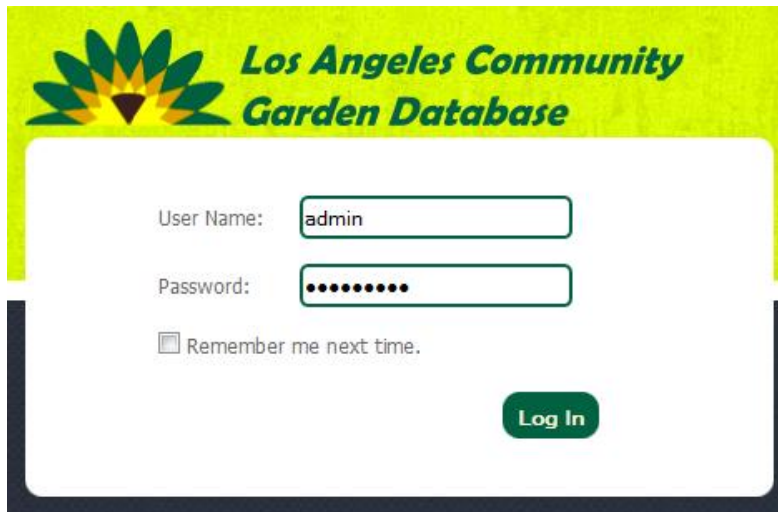 Los Angeles Community
Garden Database
User Name: admin
Password: •••••••••
Remember me next time.
Log In